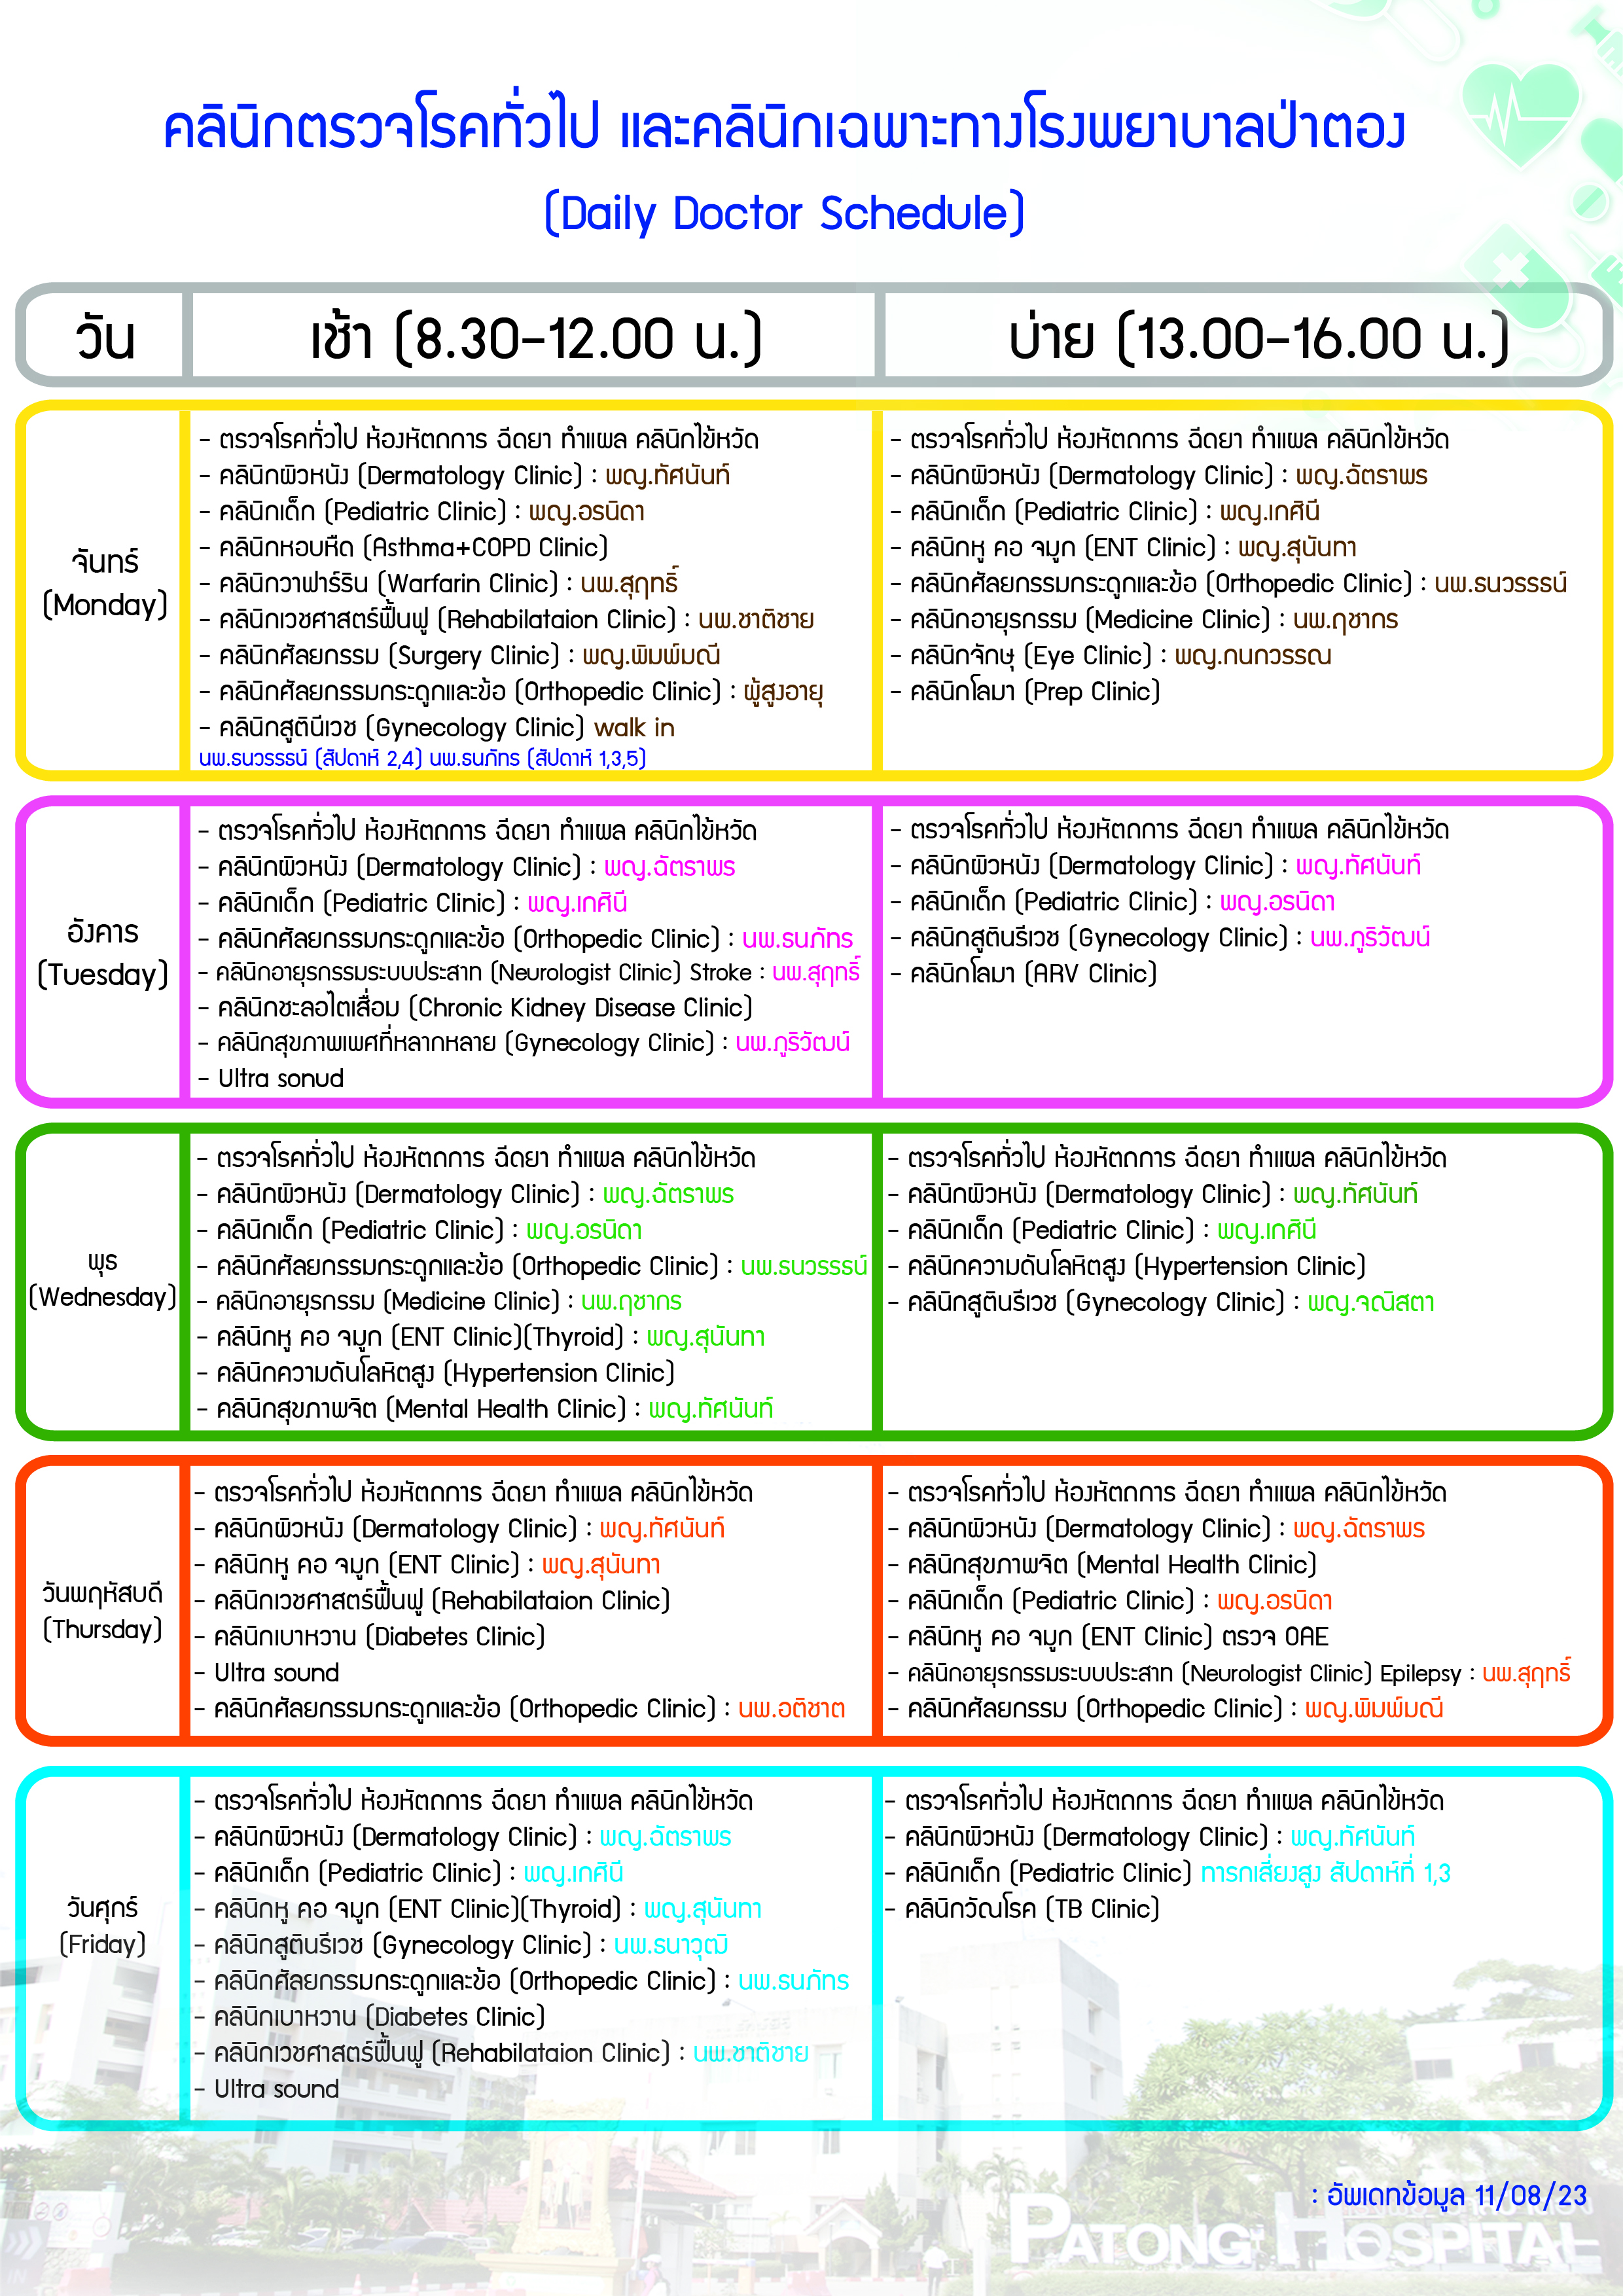 คลินิกตรวจโรคทั่วไป และคลินิกเฉพาะทางโรงพยาบาลป่าตอง
(Daily Doctor Schedule)
วัน
เช้า (8.30-12.00 น.)
บ่าย (13.00-16.00 น.)
จันทร์
(Monday)
- ตรวจโรคทั่วไป ห้องหัตถการ ฉีดยา ทำแผล คลินิกไข้หวัด
- คลินิกผิวหนัง (Dermatology Clinic) : พญ.ทัศนันท์
- คลินิกเด็ก (Pediatric Clinic) : พญ.อรนิดา
- คลินิกหอบหืด (Asthma+COPD Clinic)
- คลินิกวาฟาร์ริน (Warfarin Clinic) : นพ.สุฤทธิ์
- คลินิกเวชศาสตร์ฟื้นฟู (Rehabilataion Clinic) : นพ.ชาติชาย
- คลินิกศัลยกรรม (Surgery Clinic) : พญ.พิมพ์มณี
- คลินิกศัลยกรรมกระดูกและข้อ (Orthopedic Clinic) : ผู้สูงอายุ
- คลินิกสูตินีเวช (Gynecology Clinic) walk in
นพ.ธนวรรธน์ (สัปดาห์ 2,4) นพ.ธนภัทร (สัปดาห์ 1,3,5)
- ตรวจโรคทั่วไป ห้องหัตถการ ฉีดยา ทำแผล คลินิกไข้หวัด
- คลินิกผิวหนัง (Dermatology Clinic) : พญ.ฉัตราพร
- คลินิกเด็ก (Pediatric Clinic) : พญ.เกศินี
- คลินิกหู คอ จมูก (ENT Clinic) : พญ.สุนันทา
- คลินิกศัลยกรรมกระดูกและข้อ (Orthopedic Clinic) : นพ.ธนวรรธน์
- คลินิกอายุรกรรม (Medicine Clinic) : นพ.ฤชากร
- คลินิกจักษุ (Eye Clinic) : พญ.กนกวรรณ
- คลินิกโลมา (Prep Clinic)
อังคาร
(Tuesday)
- ตรวจโรคทั่วไป ห้องหัตถการ ฉีดยา ทำแผล คลินิกไข้หวัด
- คลินิกผิวหนัง (Dermatology Clinic) : พญ.ฉัตราพร
- คลินิกเด็ก (Pediatric Clinic) : พญ.เกศินี
- คลินิกศัลยกรรมกระดูกและข้อ (Orthopedic Clinic) : นพ.ธนภัทร
- คลินิกอายุรกรรมระบบประสาท (Neurologist Clinic) Stroke : นพ.สุฤทธิ์
- คลินิกชะลอไตเสื่อม (Chronic Kidney Disease Clinic)
- คลินิกสุขภาพเพศที่หลากหลาย (Gynecology Clinic) : นพ.ภูริวัฒน์
- Ultra sonud
- ตรวจโรคทั่วไป ห้องหัตถการ ฉีดยา ทำแผล คลินิกไข้หวัด
- คลินิกผิวหนัง (Dermatology Clinic) : พญ.ทัศนันท์
- คลินิกเด็ก (Pediatric Clinic) : พญ.อรนิดา
- คลินิกสูตินรีเวช (Gynecology Clinic) : นพ.ภูริวัฒน์
- คลินิกโลมา (ARV Clinic)
พุธ
(Wednesday)
- ตรวจโรคทั่วไป ห้องหัตถการ ฉีดยา ทำแผล คลินิกไข้หวัด
- คลินิกผิวหนัง (Dermatology Clinic) : พญ.ฉัตราพร
- คลินิกเด็ก (Pediatric Clinic) : พญ.อรนิดา
- คลินิกศัลยกรรมกระดูกและข้อ (Orthopedic Clinic) : นพ.ธนวรรธน์
- คลินิกอายุรกรรม (Medicine Clinic) : นพ.ฤชากร
- คลินิกหู คอ จมูก (ENT Clinic)(Thyroid) : พญ.สุนันทา
- คลินิกความดันโลหิตสูง (Hypertension Clinic)
- คลินิกสุขภาพจิต (Mental Health Clinic) : พญ.ทัศนันท์
- ตรวจโรคทั่วไป ห้องหัตถการ ฉีดยา ทำแผล คลินิกไข้หวัด
- คลินิกผิวหนัง (Dermatology Clinic) : พญ.ทัศนันท์
- คลินิกเด็ก (Pediatric Clinic) : พญ.เกศินี
- คลินิกความดันโลหิตสูง (Hypertension Clinic)
- คลินิกสูตินรีเวช (Gynecology Clinic) : พญ.จณิสตา
วันพฤหัสบดี
(Thursday)
- ตรวจโรคทั่วไป ห้องหัตถการ ฉีดยา ทำแผล คลินิกไข้หวัด
- คลินิกผิวหนัง (Dermatology Clinic) : พญ.ทัศนันท์
- คลินิกหู คอ จมูก (ENT Clinic) : พญ.สุนันทา
- คลินิกเวชศาสตร์ฟื้นฟู (Rehabilataion Clinic)
- คลินิกเบาหวาน (Diabetes Clinic)
- Ultra sound
- คลินิกศัลยกรรมกระดูกและข้อ (Orthopedic Clinic) : นพ.อติชาต
- ตรวจโรคทั่วไป ห้องหัตถการ ฉีดยา ทำแผล คลินิกไข้หวัด
- คลินิกผิวหนัง (Dermatology Clinic) : พญ.ฉัตราพร
- คลินิกสุขภาพจิต (Mental Health Clinic)
- คลินิกเด็ก (Pediatric Clinic) : พญ.อรนิดา
- คลินิกหู คอ จมูก (ENT Clinic) ตรวจ OAE
- คลินิกอายุรกรรมระบบประสาท (Neurologist Clinic) Epilepsy : นพ.สุฤทธิ์
- คลินิกศัลยกรรม (Orthopedic Clinic) : พญ.พิมพ์มณี
วันศุกร์
(Friday)
- ตรวจโรคทั่วไป ห้องหัตถการ ฉีดยา ทำแผล คลินิกไข้หวัด
- คลินิกผิวหนัง (Dermatology Clinic) : พญ.ฉัตราพร
- คลินิกเด็ก (Pediatric Clinic) : พญ.เกศินี
- คลินิกหู คอ จมูก (ENT Clinic)(Thyroid) : พญ.สุนันทา
- คลินิกสูตินรีเวช (Gynecology Clinic) : นพ.ธนาวุฒิ
- คลินิกศัลยกรรมกระดูกและข้อ (Orthopedic Clinic) : นพ.ธนภัทร
- คลินิกเบาหวาน (Diabetes Clinic)
- คลินิกเวชศาสตร์ฟื้นฟู (Rehabilataion Clinic) : นพ.ชาติชาย
- Ultra sound
- ตรวจโรคทั่วไป ห้องหัตถการ ฉีดยา ทำแผล คลินิกไข้หวัด
- คลินิกผิวหนัง (Dermatology Clinic) : พญ.ทัศนันท์
- คลินิกเด็ก (Pediatric Clinic) ทารกเสี่ยงสูง สัปดาห์ที่ 1,3
- คลินิกวัณโรค (TB Clinic)
: อัพเดทข้อมูล 11/08/23
PATONG HOSPITAL
IN